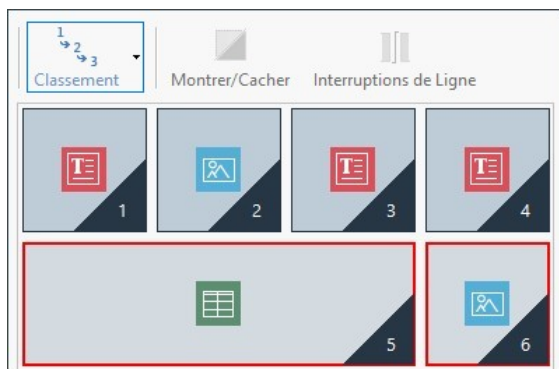 1
2
3
Classement
Montrer/Cacher
Interruptions de Ligne
T
1
2
T
3
T
4
5
6